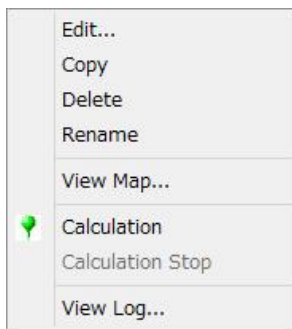 Edit...
Copy
Delete
Rename
View Map...
Calculation
Calculation Stop
View Log...